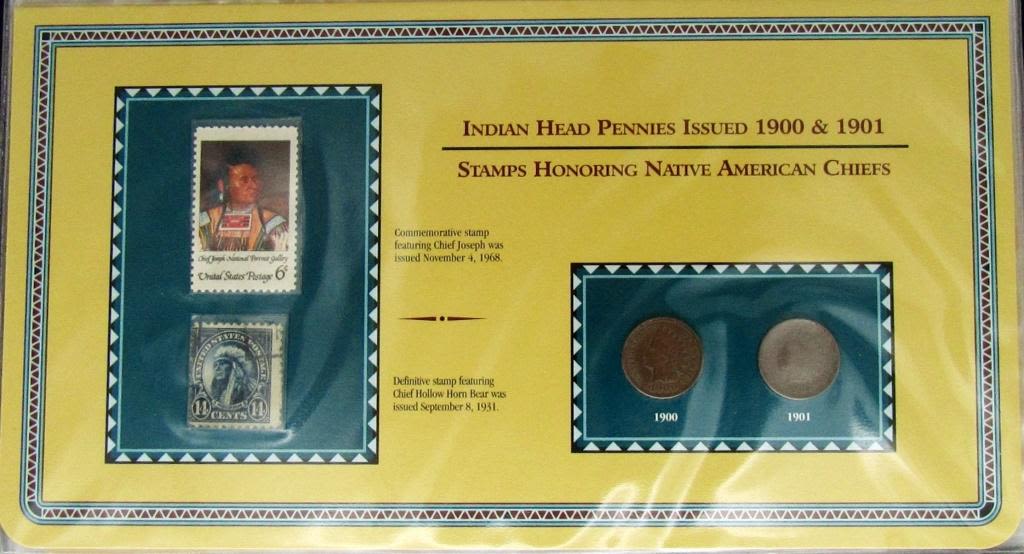 INDIAN HEAD PENNIES ISSUED 1900 & 1901
STAMPS HONORING NATIVE AMERICAN CHIEFS
Chief Joseph-National Portrait Gallery
United States Postage 6¢
Commemorative stamp
featuring Chief Joseph was
issued November 4, 1968.
UNITED STATES POSTAGE
14 14
CENTS
Definitive stamp featuring
Chief Hollow Horn Bear was
issued September 8, 1931.
1900
1901